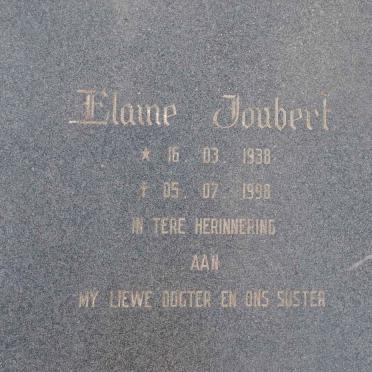 Elaine Joubert
★ 16. 03. 1938
† 05. 07. 1998
IN TERE HERINNERING
AAN
MY LIEWE DOGTER EN ONS SUSTER